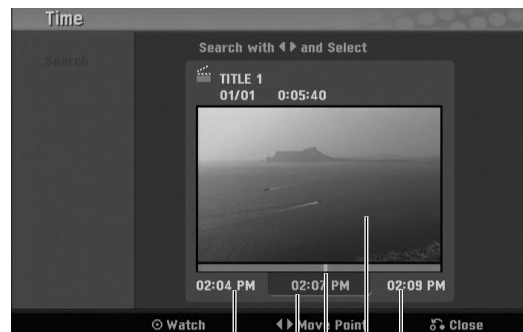 Time
Search with ◀ ▶ and Select
Search
TITLE 1
01/01 0:05:40
02:04 PM 02:07 PM 02:09 PM
⊙ Watch ◀ ▶ Move Point Close